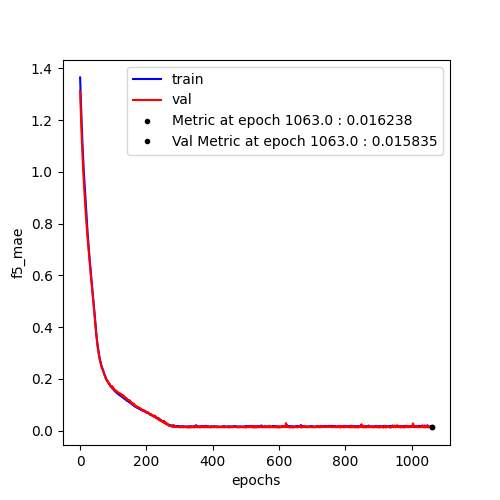 train
val
Metric at epoch 1063.0 : 0.016238
Val Metric at epoch 1063.0 : 0.015835
1.4
1.2
1.0
0.8
0.6
0.4
0.2
0.0
f5_mae
0 200 400 600 800 1000
epochs